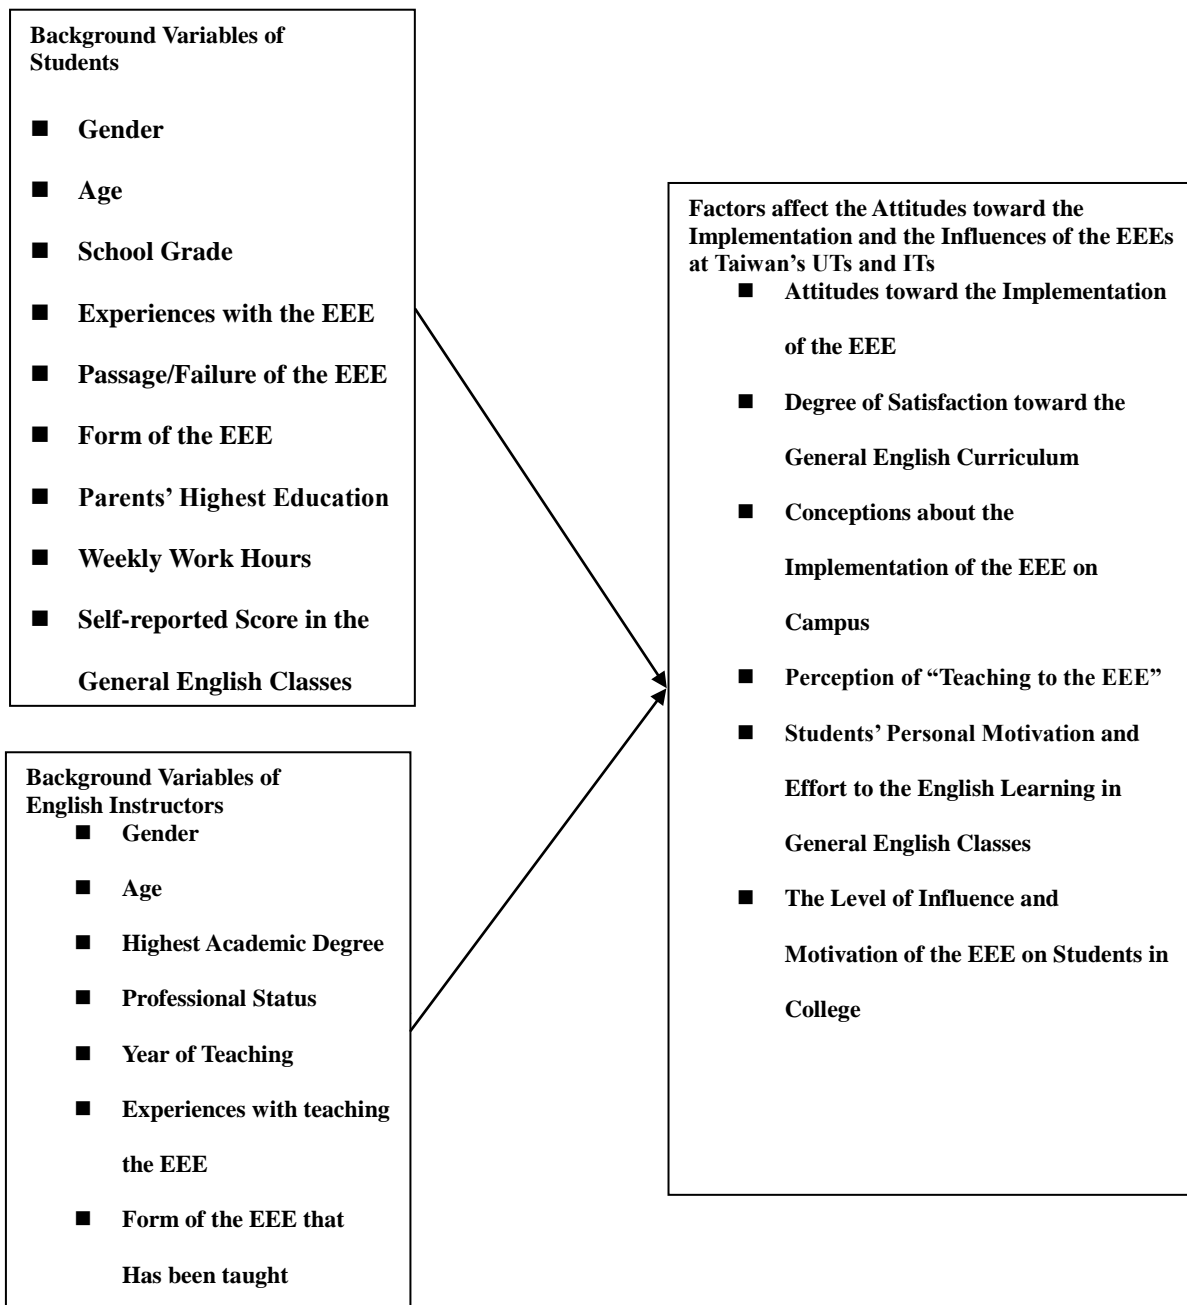 Background Variables of
Students
■ Gender
■ Age
■ School Grade
■ Experiences with the EEE
■ Passage/Failure of the EEE
■ Form of the EEE
■ Parents’ Highest Education
■ Weekly Work Hours
■ Self-reported Score in the
General English Classes
Background Variables of
English Instructors
■ Gender
■ Age
■ Highest Academic Degree
■ Professional Status
■ Year of Teaching
■ Experiences with teaching
the EEE
■ Form of the EEE that
Has been taught
Factors affect the Attitudes toward the
Implementation and the Influences of the EEEs
at Taiwan’s UTs and ITs
■ Attitudes toward the Implementation
of the EEE
■ Degree of Satisfaction toward the
General English Curriculum
■ Conceptions about the
Implementation of the EEE on
Campus
■ Perception of “Teaching to the EEE”
■ Students’ Personal Motivation and
Effort to the English Learning in
General English Classes
■ The Level of Influence and
Motivation of the EEE on Students in
College